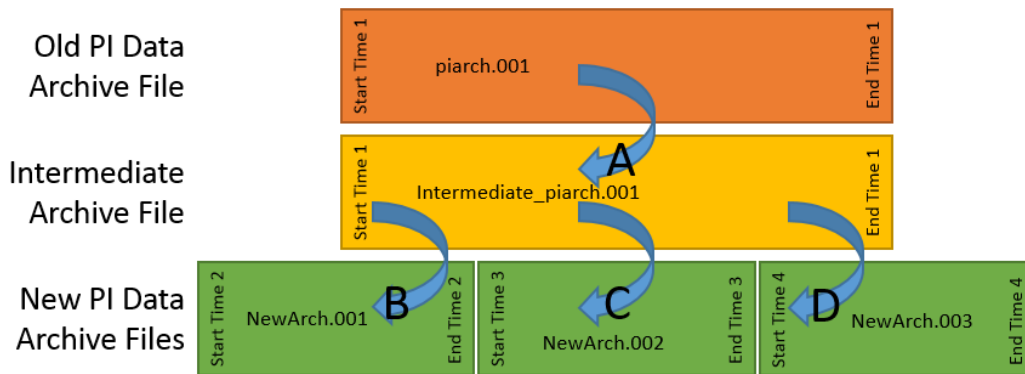 Old PI Data
Archive File
Start Time 1
piarch.001
End Time 1
A
Intermediate
Archive File
Start Time 1
Intermediate_piarch.001
End Time 1
New PI Data
Archive Files
Start Time 2
NewArch.001
B
End Time 2
Start Time 3
C
NewArch.002
End Time 3
Start Time 4
D
NewArch.003
End Time 4